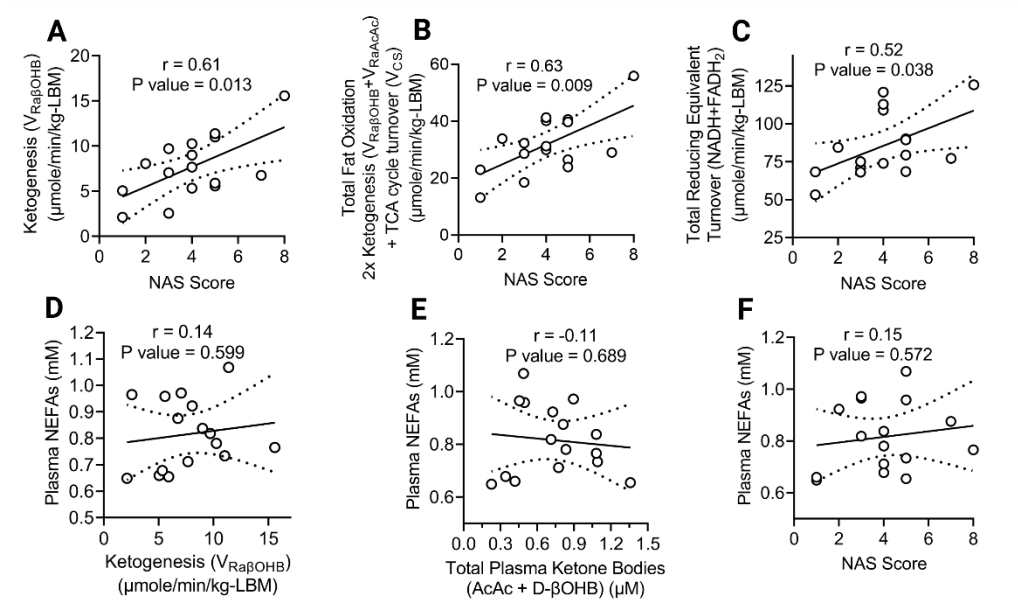 A
r = 0.61
P value = 0.013
Ketogenesis (VRaβOHB)
(μmole/min/kg-LBM)
20
15
10
5
0
0 2 4 6 8
NAS Score
B
r = 0.63
P value = 0.009
Total Fat Oxidation
2x Ketogenesis (VRaβOHB+VRaAcAc)
+ TCA cycle turnover (VCS)
(μmole/min/kg-LBM)
60
40
20
0
0 2 4 6 8
NAS Score
C
r = 0.52
P value = 0.038
Total Reducing Equivalent
Turnover (NADH+FADH2)
(μmole/min/kg-LBM)
125
100
75
50
25
0 2 4 6 8
NAS Score
D
r = 0.14
P value = 0.599
Plasma NEFAs (mM)
1.2
1.1
1.0
0.9
0.8
0.7
0.6
0.5
0 5 10 15
Ketogenesis (VRaβOHB)
(μmole/min/kg-LBM)
E
r = -0.11
P value = 0.689
Plasma NEFAs (mM)
1.2
1.0
0.8
0.6
0.0 0.3 0.6 0.9 1.2 1.5
Total Plasma Ketone Bodies
(AcAc + D-βOHB) (μM)
F
r = 0.15
P value = 0.572
Plasma NEFAs (mM)
1.2
1.0
0.8
0.6
0 2 4 6 8
NAS Score